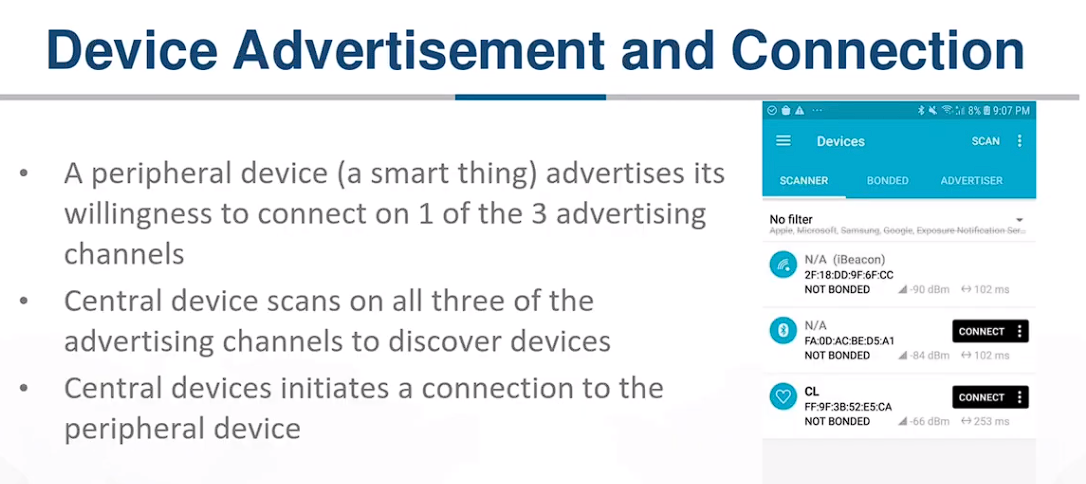 Device Advertisement and Connection
• A peripheral device (a smart thing) advertises its
willingness to connect on 1 of the 3 advertising
channels
• Central device scans on all three of the
advertising channels to discover devices
• Central devices initiates a connection to the
peripheral device
8% 9:07 PM
Devices SCAN
SCANNER BONDED ADVERTISER
No filter
Apple, Microsoft, Samsung, Google, Exposure Notification Ser...
N/A (iBeacon)
2F:18:DD:9F:6F:CC
NOT BONDED -90 dBm 102 ms
N/A CONNECT
FA:0D:AC:BE:D5:A1
NOT BONDED -84 dBm 102 ms
CL CONNECT
FF:9F:3B:52:E5:CA
NOT BONDED -66 dBm 253 ms